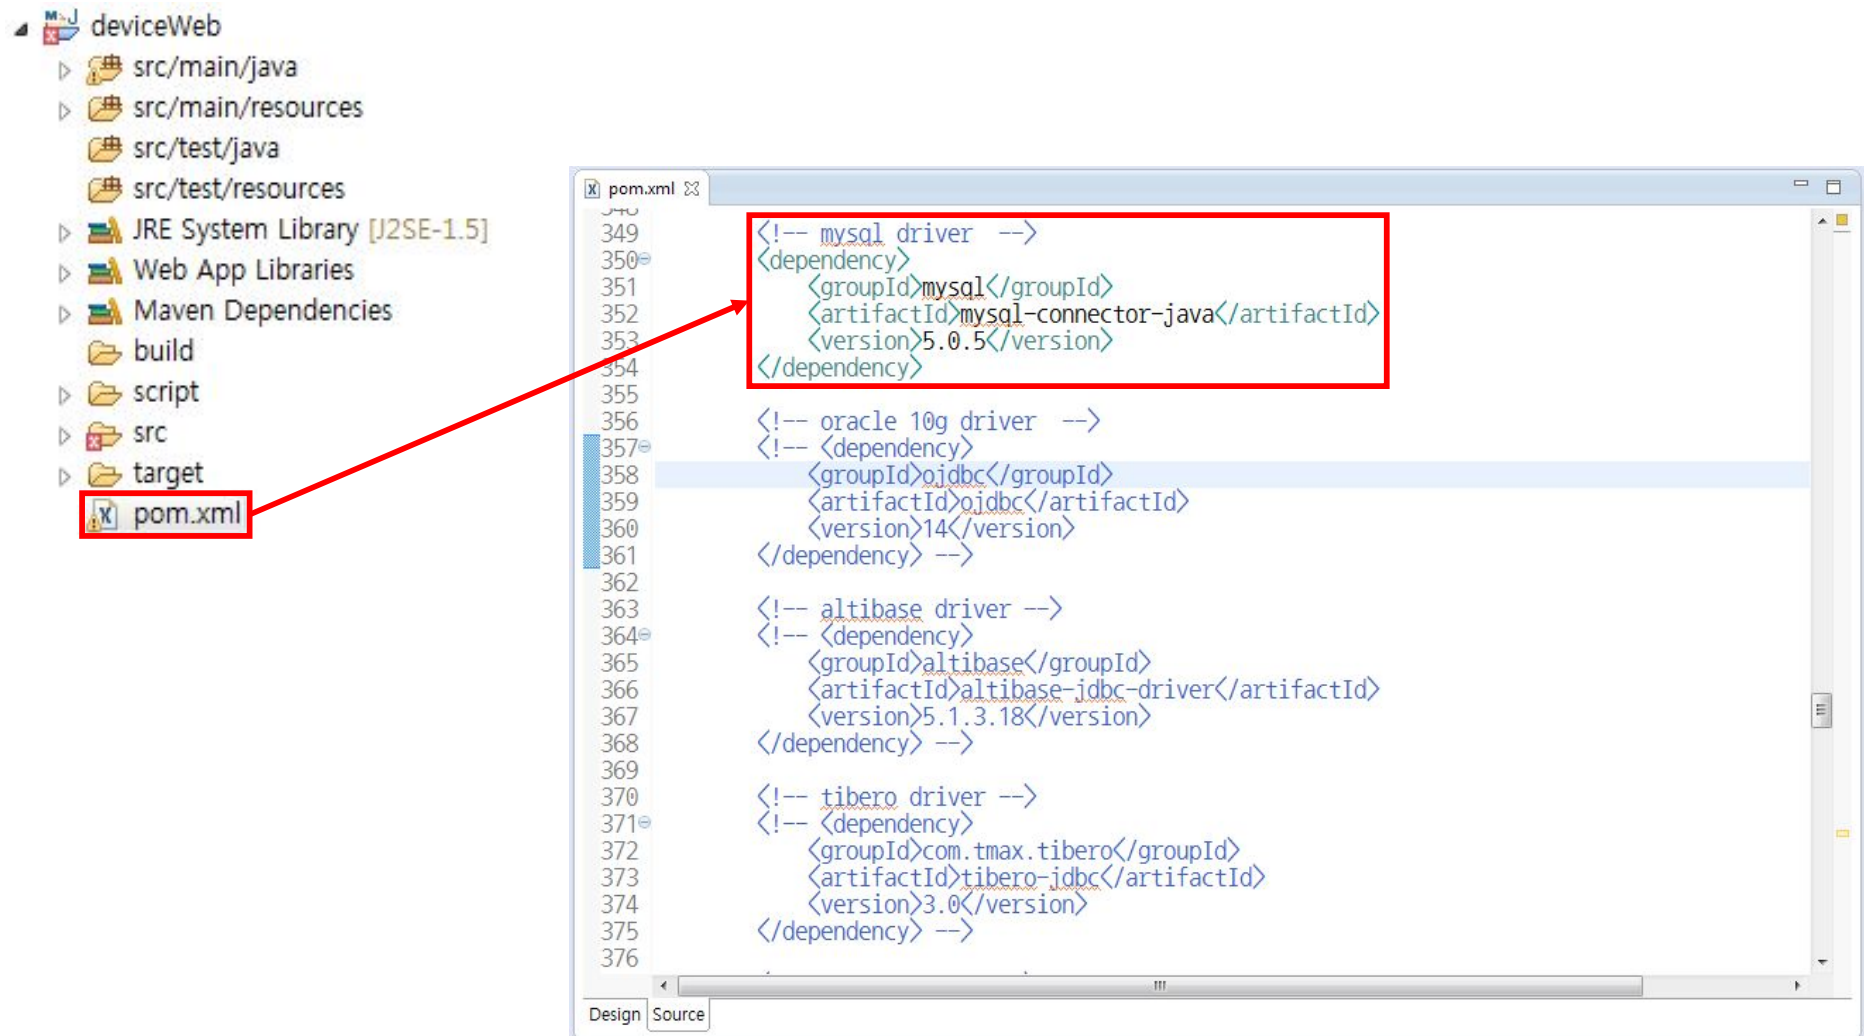 deviceWeb
src/main/java
src/main/resources
src/test/java
src/test/resources
JRE System Library [J2SE-1.5]
Web App Libraries
Maven Dependencies
build
script
src
target
pom.xml
pom.xml
348
349 <!-- mysql driver  -->
350 <dependency>
351 <groupId>mysql</groupId>
352 <artifactId>mysql-connector-java</artifactId>
353 <version>5.0.5</version>
354 </dependency>
355
356 <!-- oracle 10g driver  -->
357 <!-- <dependency>
358 <groupId>ojdbc</groupId>
359 <artifactId>ojdbc</artifactId>
360 <version>14</version>
361 </dependency> -->
362
363 <!-- altibase driver -->
364 <!-- <dependency>
365 <groupId>altibase</groupId>
366 <artifactId>altibase-jdbc-driver</artifactId>
367 <version>5.1.3.18</version>
368 </dependency> -->
369
370 <!-- tibero driver -->
371 <!-- <dependency>
372 <groupId>com.tmax.tibero</groupId>
373 <artifactId>tibero-jdbc</artifactId>
374 <version>3.0</version>
375 </dependency> -->
376
Design Source